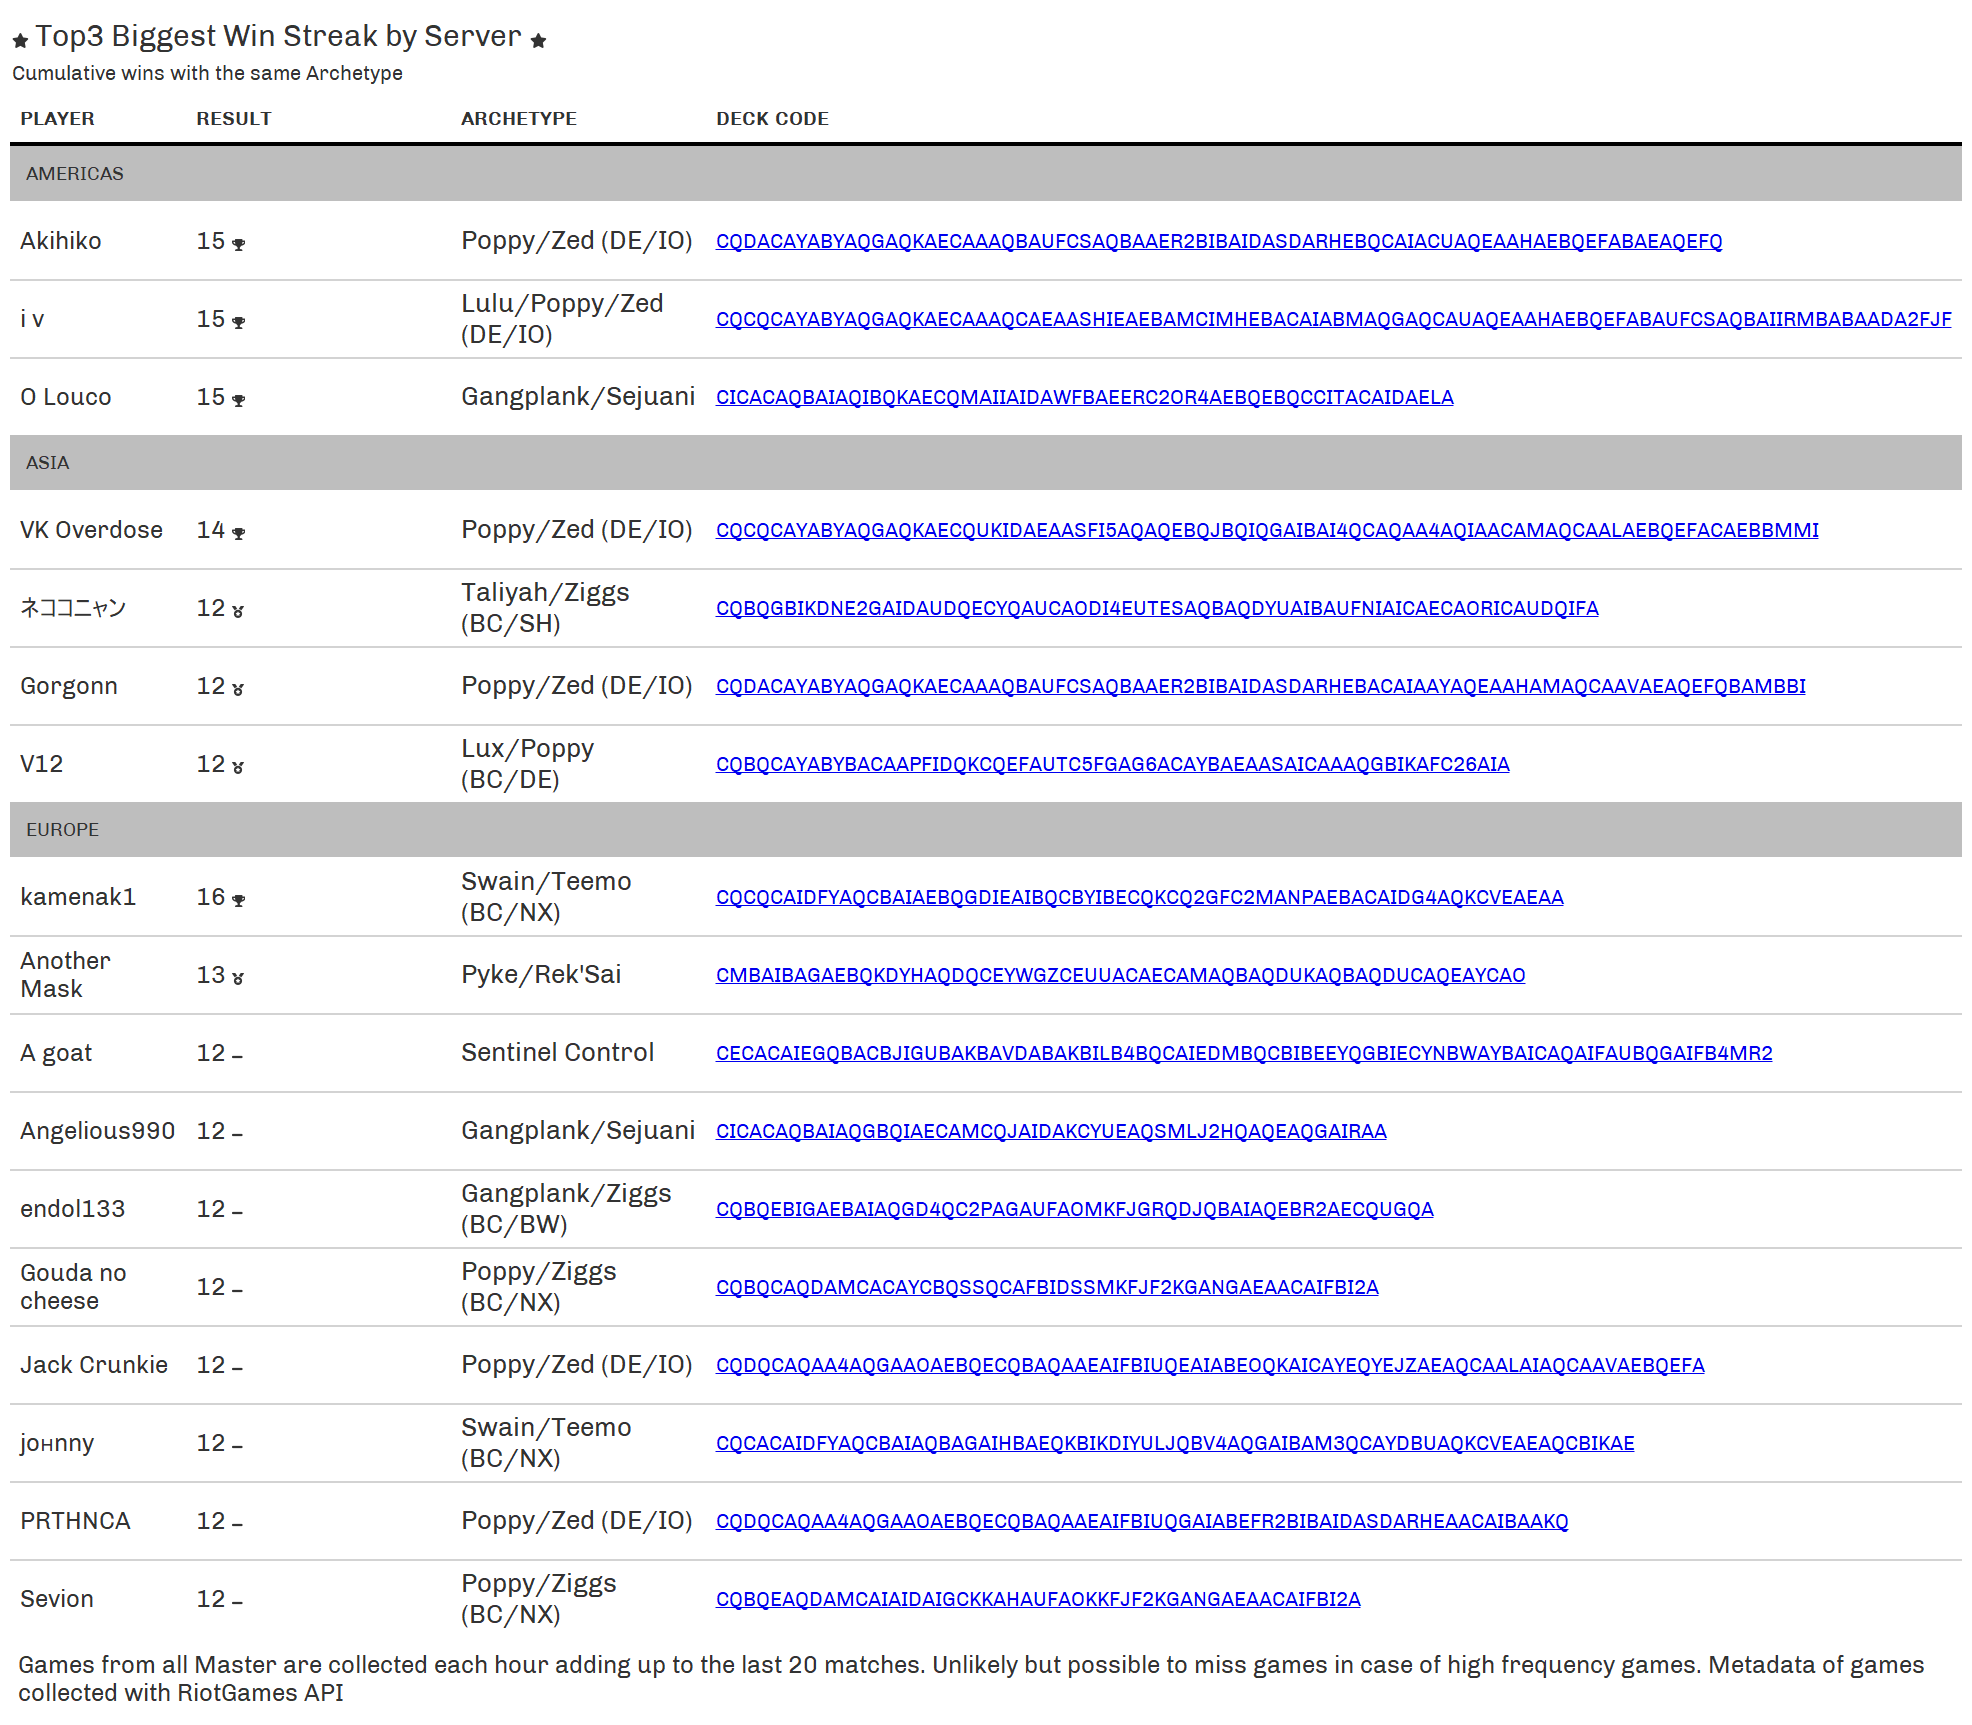 ★ Top3 Biggest Win Streak by Server ★
Cumulative wins with the same Archetype
PLAYER RESULT ARCHETYPE DECK CODE
AMERICAS
Akihiko 15 Poppy/Zed (DE/IO) CQDACAYABYAQGAQKAECAAAQBAUFCSAQBAAER2BIBAIDASDARHEBQCAIACUAQEAAHAEBQEFABAEAQEFQ
i v 15 Lulu/Poppy/Zed (DE/IO) CQCQCAYABYAQGAQKAECAAAQCAEAASHIEAEBAMCIMHEBACAIABMAQGAQCAUAQEAAHAEBQEFABAUFCSAQBAIIRMBABAADA2FJF
O Louco 15 Gangplank/Sejuani CICACAQBAIAQIBQKAECQMAIIAIDAWFBAEERC2OR4AEBQEBQCCITACAIDAELA
ASIA
VK Overdose 14 Poppy/Zed (DE/IO) CQCQCAYABYAQGAQKAECQUKIDAEAASFI5AQAQEBQJBQIQGAIBAI4QCAQAA4AQIAACAMAQCAALAEBQEFACAEBBMMI
ネココニャン 12 Taliyah/Ziggs (BC/SH) CQBQGBIKDNE2GAIDAUDQECYQAUCAODI4EUTESAQBAQDYUAIBAUFNIAICAECAORICAUDQIFA
Gorgonn 12 Poppy/Zed (DE/IO) CQDACAYABYAQGAQKAECAAAQBAUFCSAQBAAER2BIBAIDASDARHEBACAIAAYAQEAAHAMAQCAAVAEAQEFQBAMBBI
V12 12 Lux/Poppy (BC/DE) CQBQCAYABYBACAAPFIDQKCQEFAUTC5FGAG6ACAYBAEAASAICAAAQGBIKAFC26AIA
EUROPE
kamenak1 16 Swain/Teemo (BC/NX) CQCQCAIDFYAQCBAIAEBQGDIEAIBQCBYIBECQKCQ2GFC2MANPAEBACAIDG4AQKCVEAEAA
Another Mask 13 Pyke/Rek'Sai CMBAIBAGAEBQKDYHAQDQCEYWGZCEUUACAECAMAQBAQDUKAQBAQDUCAQEAYCAO
A goat 12 – Sentinel Control CECACAIEGQBACBJIGUBAKBAVDABAKBILB4BQCAIEDMBQCBIBEEYQGBIECYNBWAYBAICAQAIFAUBQGAIFB4MR2
Angelious990 12 – Gangplank/Sejuani CICACAQBAIAQGBQIAECAMCQJAIDAKCYUEAQSMLJ2HQAQEAQGAIRAA
endol133 12 – Gangplank/Ziggs (BC/BW) CQBQEBIGAEBAIAQGD4QC2PAGAUFAOMKFJGRQDJQBAIAQEBR2AECQUGQA
Gouda no cheese 12 – Poppy/Ziggs (BC/NX) CQBQCAQDAMCACAYCBQSSQCAFBIDSSMKFJF2KGANGAEAACAIFBI2A
Jack Crunkie 12 – Poppy/Zed (DE/IO) CQDQCAQAA4AQGAAOAEBQECQBAQAAEAIFBIUQEAIABEOQKAICAYEQYEJZAEAQCAALAIAQCAAVAEBQEFA
joнnny 12 – Swain/Teemo (BC/NX) CQCACAIDFYAQCBAIAQBAGAIHBAEQKBIKDIYULJQBV4AQGAIBAM3QCAYDBUAQKCVEAEAQCBIKAE
PRTHNCA 12 – Poppy/Zed (DE/IO) CQDQCAQAA4AQGAAOAEBQECQBAQAAEAIFBIUQGAIABEFR2BIBAIDASDARHEAACAIBAAKQ
Sevion 12 – Poppy/Ziggs (BC/NX) CQBQEAQDAMCAIAIDAIGCKKAHAUFAOKKFJF2KGANGAEAACAIFBI2A
Games from all Master are collected each hour adding up to the last 20 matches. Unlikely but possible to miss games in case of high frequency games. Metadata of games
collected with RiotGames API